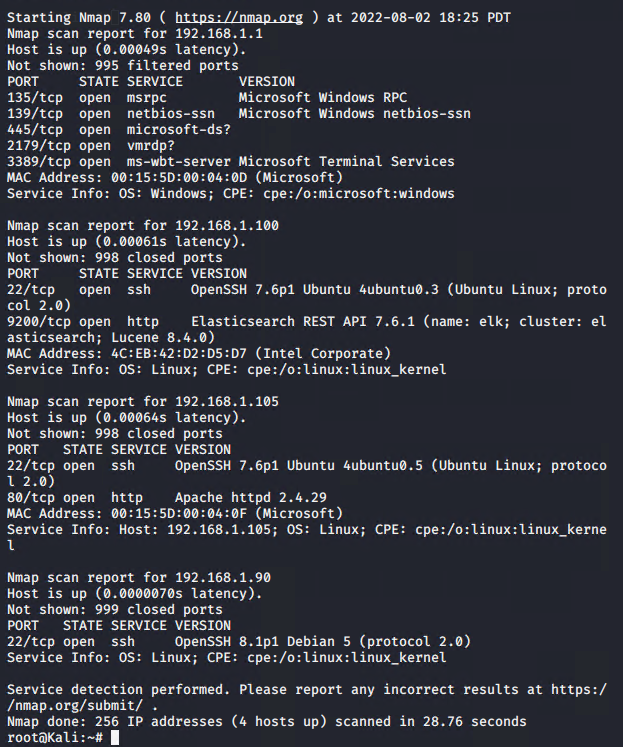 Starting Nmap 7.80 ( https://nmap.org ) at 2022-08-02 18:25 PDT
Nmap scan report for 192.168.1.1
Host is up (0.00049s latency).
Not shown: 995 filtered ports
PORT     STATE SERVICE       VERSION
135/tcp  open  msrpc         Microsoft Windows RPC
139/tcp  open  netbios-ssn   Microsoft Windows netbios-ssn
445/tcp  open  microsoft-ds?
2179/tcp open  vmrdp?
3389/tcp open  ms-wbt-server Microsoft Terminal Services
MAC Address: 00:15:5D:00:04:0D (Microsoft)
Service Info: OS: Windows; CPE: cpe:/o:microsoft:windows

Nmap scan report for 192.168.1.100
Host is up (0.00061s latency).
Not shown: 998 closed ports
PORT     STATE SERVICE VERSION
22/tcp   open  ssh     OpenSSH 7.6p1 Ubuntu 4ubuntu0.3 (Ubuntu Linux; proto
col 2.0)
9200/tcp open  http    Elasticsearch REST API 7.6.1 (name: elk; cluster: el
asticsearch; Lucene 8.4.0)
MAC Address: 4C:EB:42:D2:D5:D7 (Intel Corporate)
Service Info: OS: Linux; CPE: cpe:/o:linux:linux_kernel

Nmap scan report for 192.168.1.105
Host is up (0.00064s latency).
Not shown: 998 closed ports
PORT   STATE SERVICE VERSION
22/tcp open  ssh     OpenSSH 7.6p1 Ubuntu 4ubuntu0.5 (Ubuntu Linux; protoco
l 2.0)
80/tcp open  http    Apache httpd 2.4.29
MAC Address: 00:15:5D:00:04:0F (Microsoft)
Service Info: Host: 192.168.1.105; OS: Linux; CPE: cpe:/o:linux:linux_kerne
l

Nmap scan report for 192.168.1.90
Host is up (0.0000070s latency).
Not shown: 999 closed ports
PORT   STATE SERVICE VERSION
22/tcp open  ssh     OpenSSH 8.1p1 Debian 5 (protocol 2.0)
Service Info: OS: Linux; CPE: cpe:/o:linux:linux_kernel

Service detection performed. Please report any incorrect results at https:/
/nmap.org/submit/ .
Nmap done: 256 IP addresses (4 hosts up) scanned in 28.76 seconds
root@Kali:~#